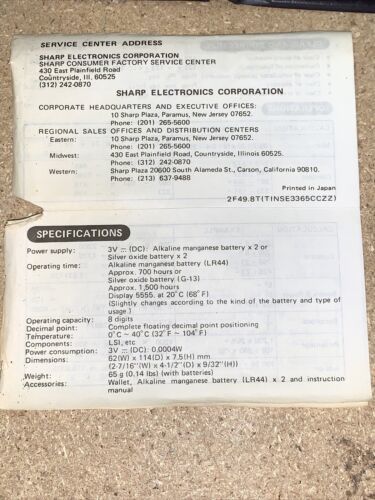 SERVICE CENTER ADDRESS
SHARP ELECTRONICS CORPORATION
SHARP CONSUMER FACTORY SERVICE CENTER
430 East Plainfield Road
Countryside, Ill. 60525
(312) 242-0870
SHARP ELECTRONICS CORPORATION
CORPORATE HEADQUARTERS AND EXECUTIVE OFFICES:
10 Sharp Plaza, Paramus, New Jersey 07652.
Phone: (201) 265-5600
REGIONAL SALES OFFICES AND DISTRIBUTION CENTERS
Eastern: 10 Sharp Plaza, Paramus, New Jersey 07652.
Phone: (201) 265-5600
Midwest: 430 East Plainfield Road, Countryside, Illinois 60525.
Phone: (312) 242-0870
Western: Sharp Plaza 20600 South Alameda St., Carson, California 90810.
Phone: (213) 637-9488
Printed in Japan
2F49.8T(TINSE3365CCZZ)
SPECIFICATIONS
Power supply: 3V ⎓ (DC): Alkaline manganese battery x 2 or
Silver oxide battery x 2
Operating time: Alkaline manganese battery (LR44)
Approx. 700 hours or
Silver oxide battery (G-13)
Approx. 1,500 hours
Display 5555. at 20°C (68°F)
(Slightly changes according to the kind of the battery and type of
usage.)
Operating capacity: 8 digits
Decimal point: Complete floating decimal point positioning
Temperature: 0°C ~ 40°C (32°F ~ 104°F)
Components: LSI, etc
Power consumption: 3V ⎓ (DC): 0.0004W
Dimensions: 62(W) x 114(D) x 7.5(H) mm
(2-7/16"(W) x 4-1/2"(D) x 9/32"(H))
Weight: 65 g (0.14 lbs) (with batteries)
Accessories: Wallet, Alkaline manganese battery (LR44) x 2 and instruction
manual